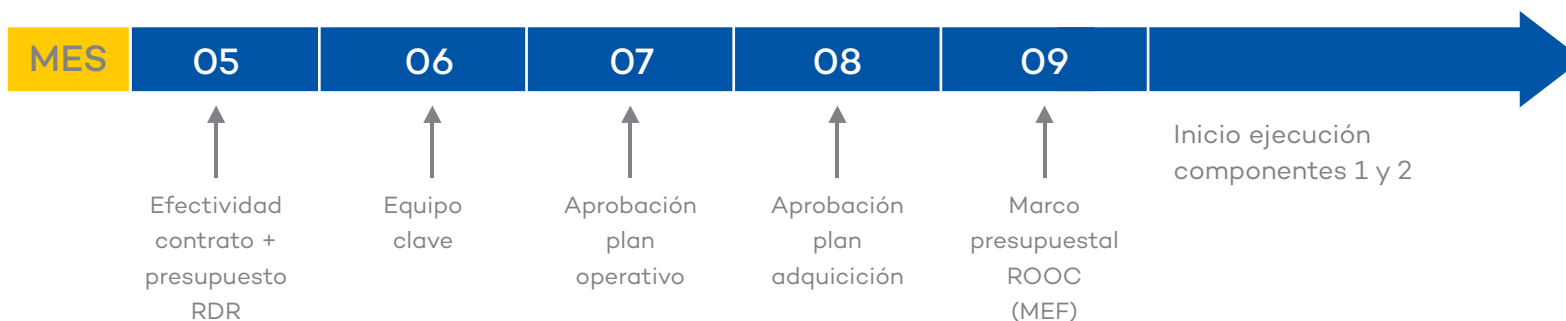 MES
05
06
07
08
09
Efectividad
contrato +
presupuesto
RDR
Equipo
clave
Aprobación
plan
operativo
Aprobación
plan
adquicición
Marco
presupuestal
ROOC
(MEF)
Inicio ejecución
componentes 1 y 2